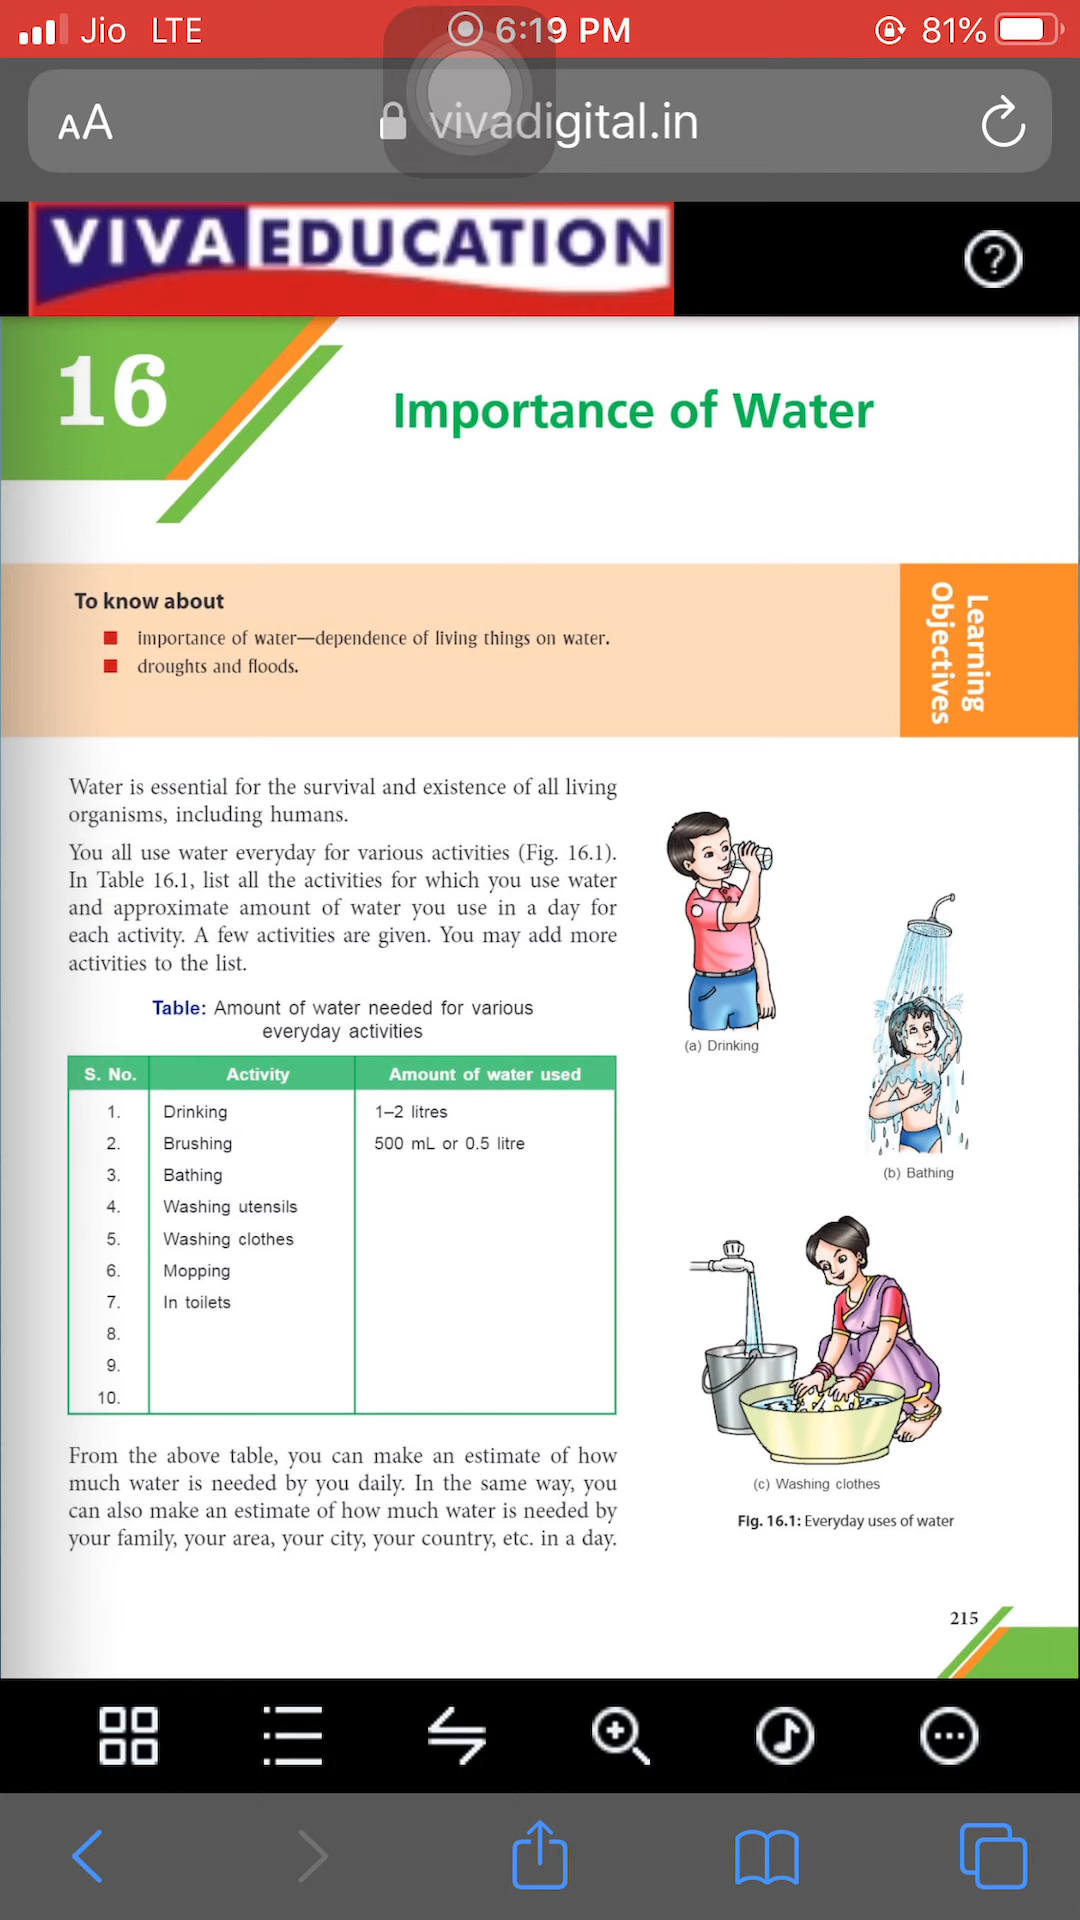 Jio LTE 6:19 PM 81%
AA vivadigital.in
VIVA EDUCATION
?
16
Importance of Water
To know about
importance of water—dependence of living things on water.
droughts and floods.
Learning
Objectives
Water is essential for the survival and existence of all living
organisms, including humans.
You all use water everyday for various activities (Fig. 16.1).
In Table 16.1, list all the activities for which you use water
and approximate amount of water you use in a day for
each activity. A few activities are given. You may add more
activities to the list.
Table: Amount of water needed for various
everyday activities
S. No. Activity Amount of water used
1. Drinking 1–2 litres
2. Brushing 500 mL or 0.5 litre
3. Bathing
4. Washing utensils
5. Washing clothes
6. Mopping
7. In toilets
8.
9.
10.
From the above table, you can make an estimate of how
much water is needed by you daily. In the same way, you
can also make an estimate of how much water is needed by
your family, your area, your city, your country, etc. in a day.
(a) Drinking
(b) Bathing
(c) Washing clothes
Fig. 16.1: Everyday uses of water
215